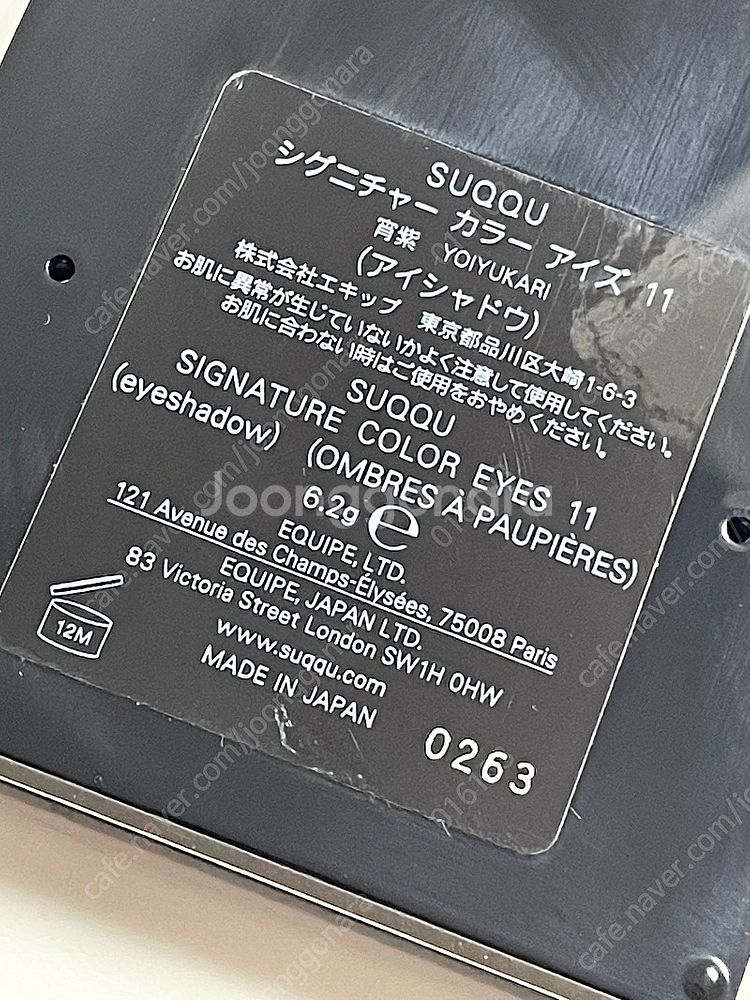 SUQQU
シグニチャー カラー アイズ 11
宵紫 YOIYUKARI
(アイシャドウ)
株式会社エキップ 東京都品川区大崎1-6-3
お肌に異常が生じていないかよく注意して使用してください。
お肌に合わない時はご使用をおやめください。
SUQQU
SIGNATURE COLOR EYES 11
(eyeshadow) (OMBRES À PAUPIÈRES)
6.2g ℮
EQUIPE, LTD.
121 Avenue des Champs-Élysées, 75008 Paris
EQUIPE, JAPAN LTD.
83 Victoria Street London SW1H 0HW
www.suqqu.com
MADE IN JAPAN
12M
0263
Joonggonara
cafe.naver.com/joonggonara